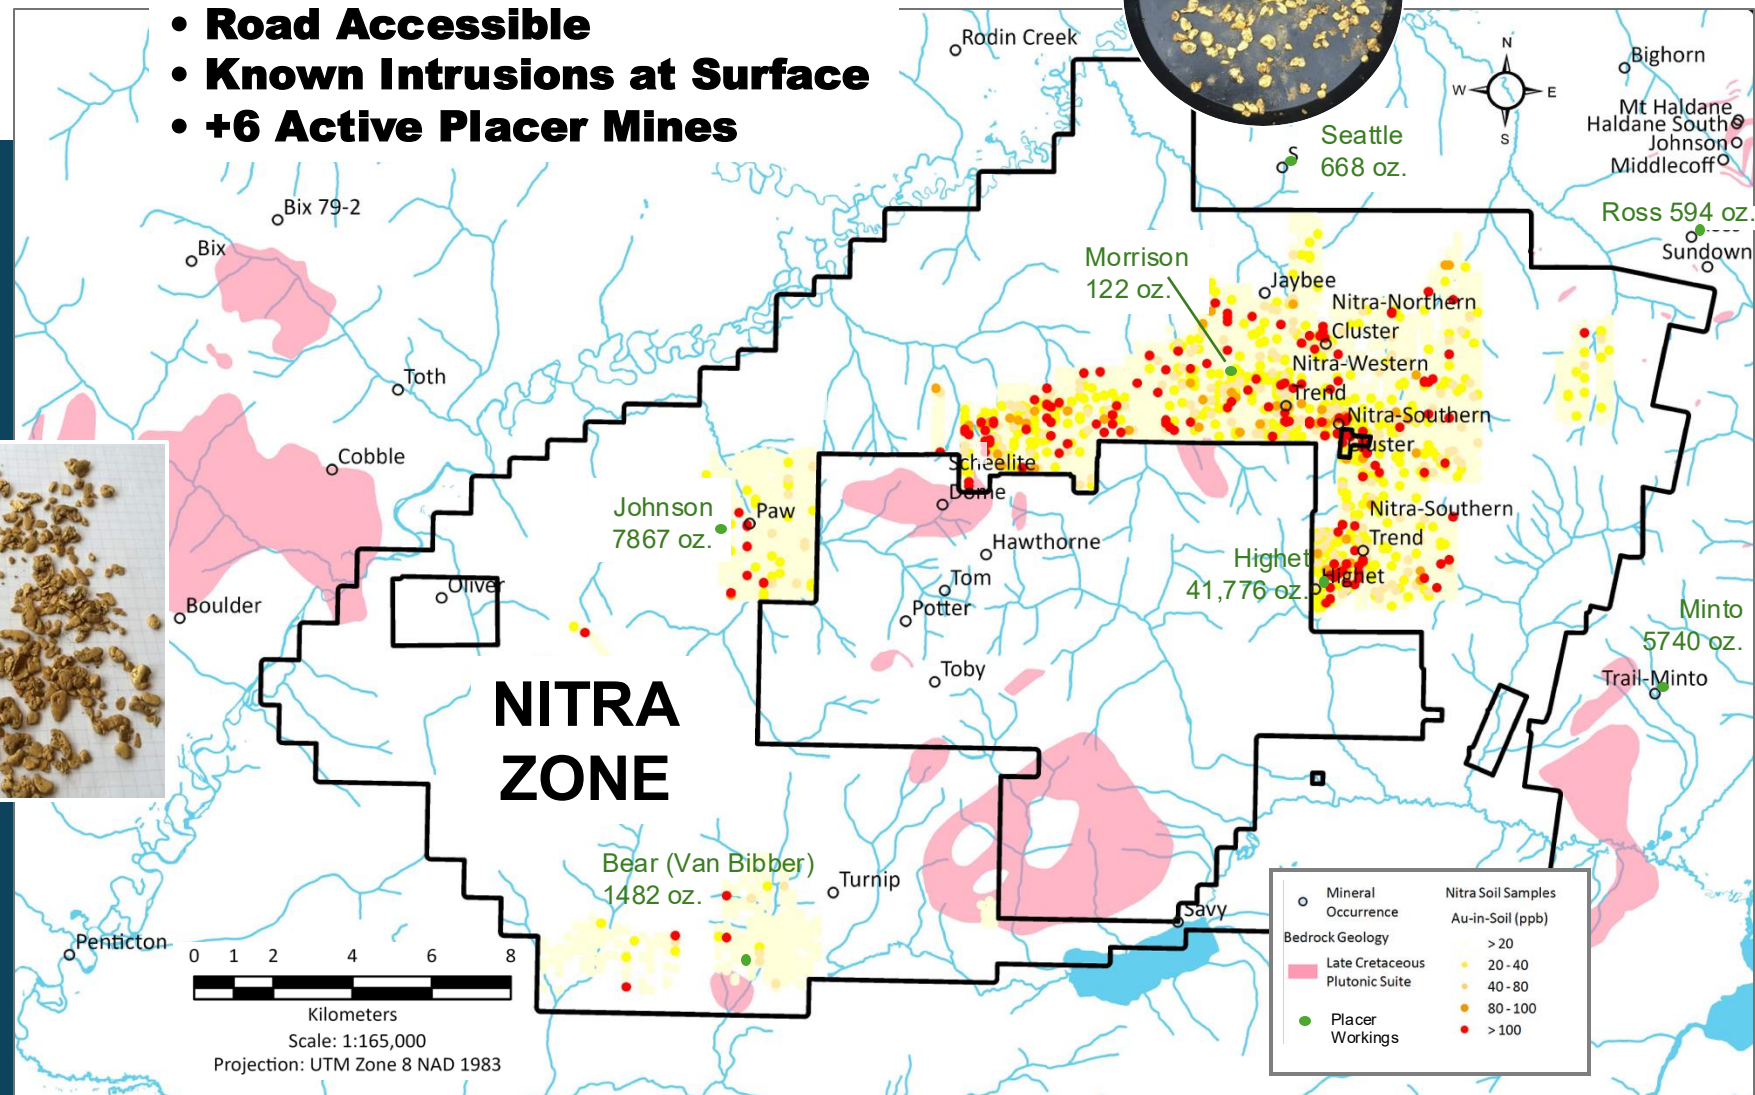 • Road Accessible
• Known Intrusions at Surface
• +6 Active Placer Mines
Rodin Creek
N
W
E
S
Bighorn
Mt Haldane
Haldane South
Johnson
Middlecoff
Seattle
668 oz.
S
Ross 594 oz.
Sundown
Bix 79-2
Bix
Morrison
122 oz.
Jaybee
Nitra-Northern
Cluster
Nitra-Western
Trend
Nitra-Southern
Cluster
Toth
Cobble
Scheelite
Dome
Johnson
7867 oz.
Paw
Nitra-Southern
Trend
Hawthorne
Highet
41,776 oz.
Highet
Tom
Potter
Oliver
Boulder
Minto
5740 oz.
Trail-Minto
Toby
NITRA
ZONE
Bear (Van Bibber)
1482 oz.
Turnip
Savy
Penticton
0 1 2 4 6 8
Kilometers
Scale: 1:165,000
Projection: UTM Zone 8 NAD 1983
Mineral
Occurrence
Bedrock Geology
Late Cretaceous
Plutonic Suite
Placer
Workings
Nitra Soil Samples
Au-in-Soil (ppb)
> 20
20 - 40
40 - 80
80 - 100
> 100